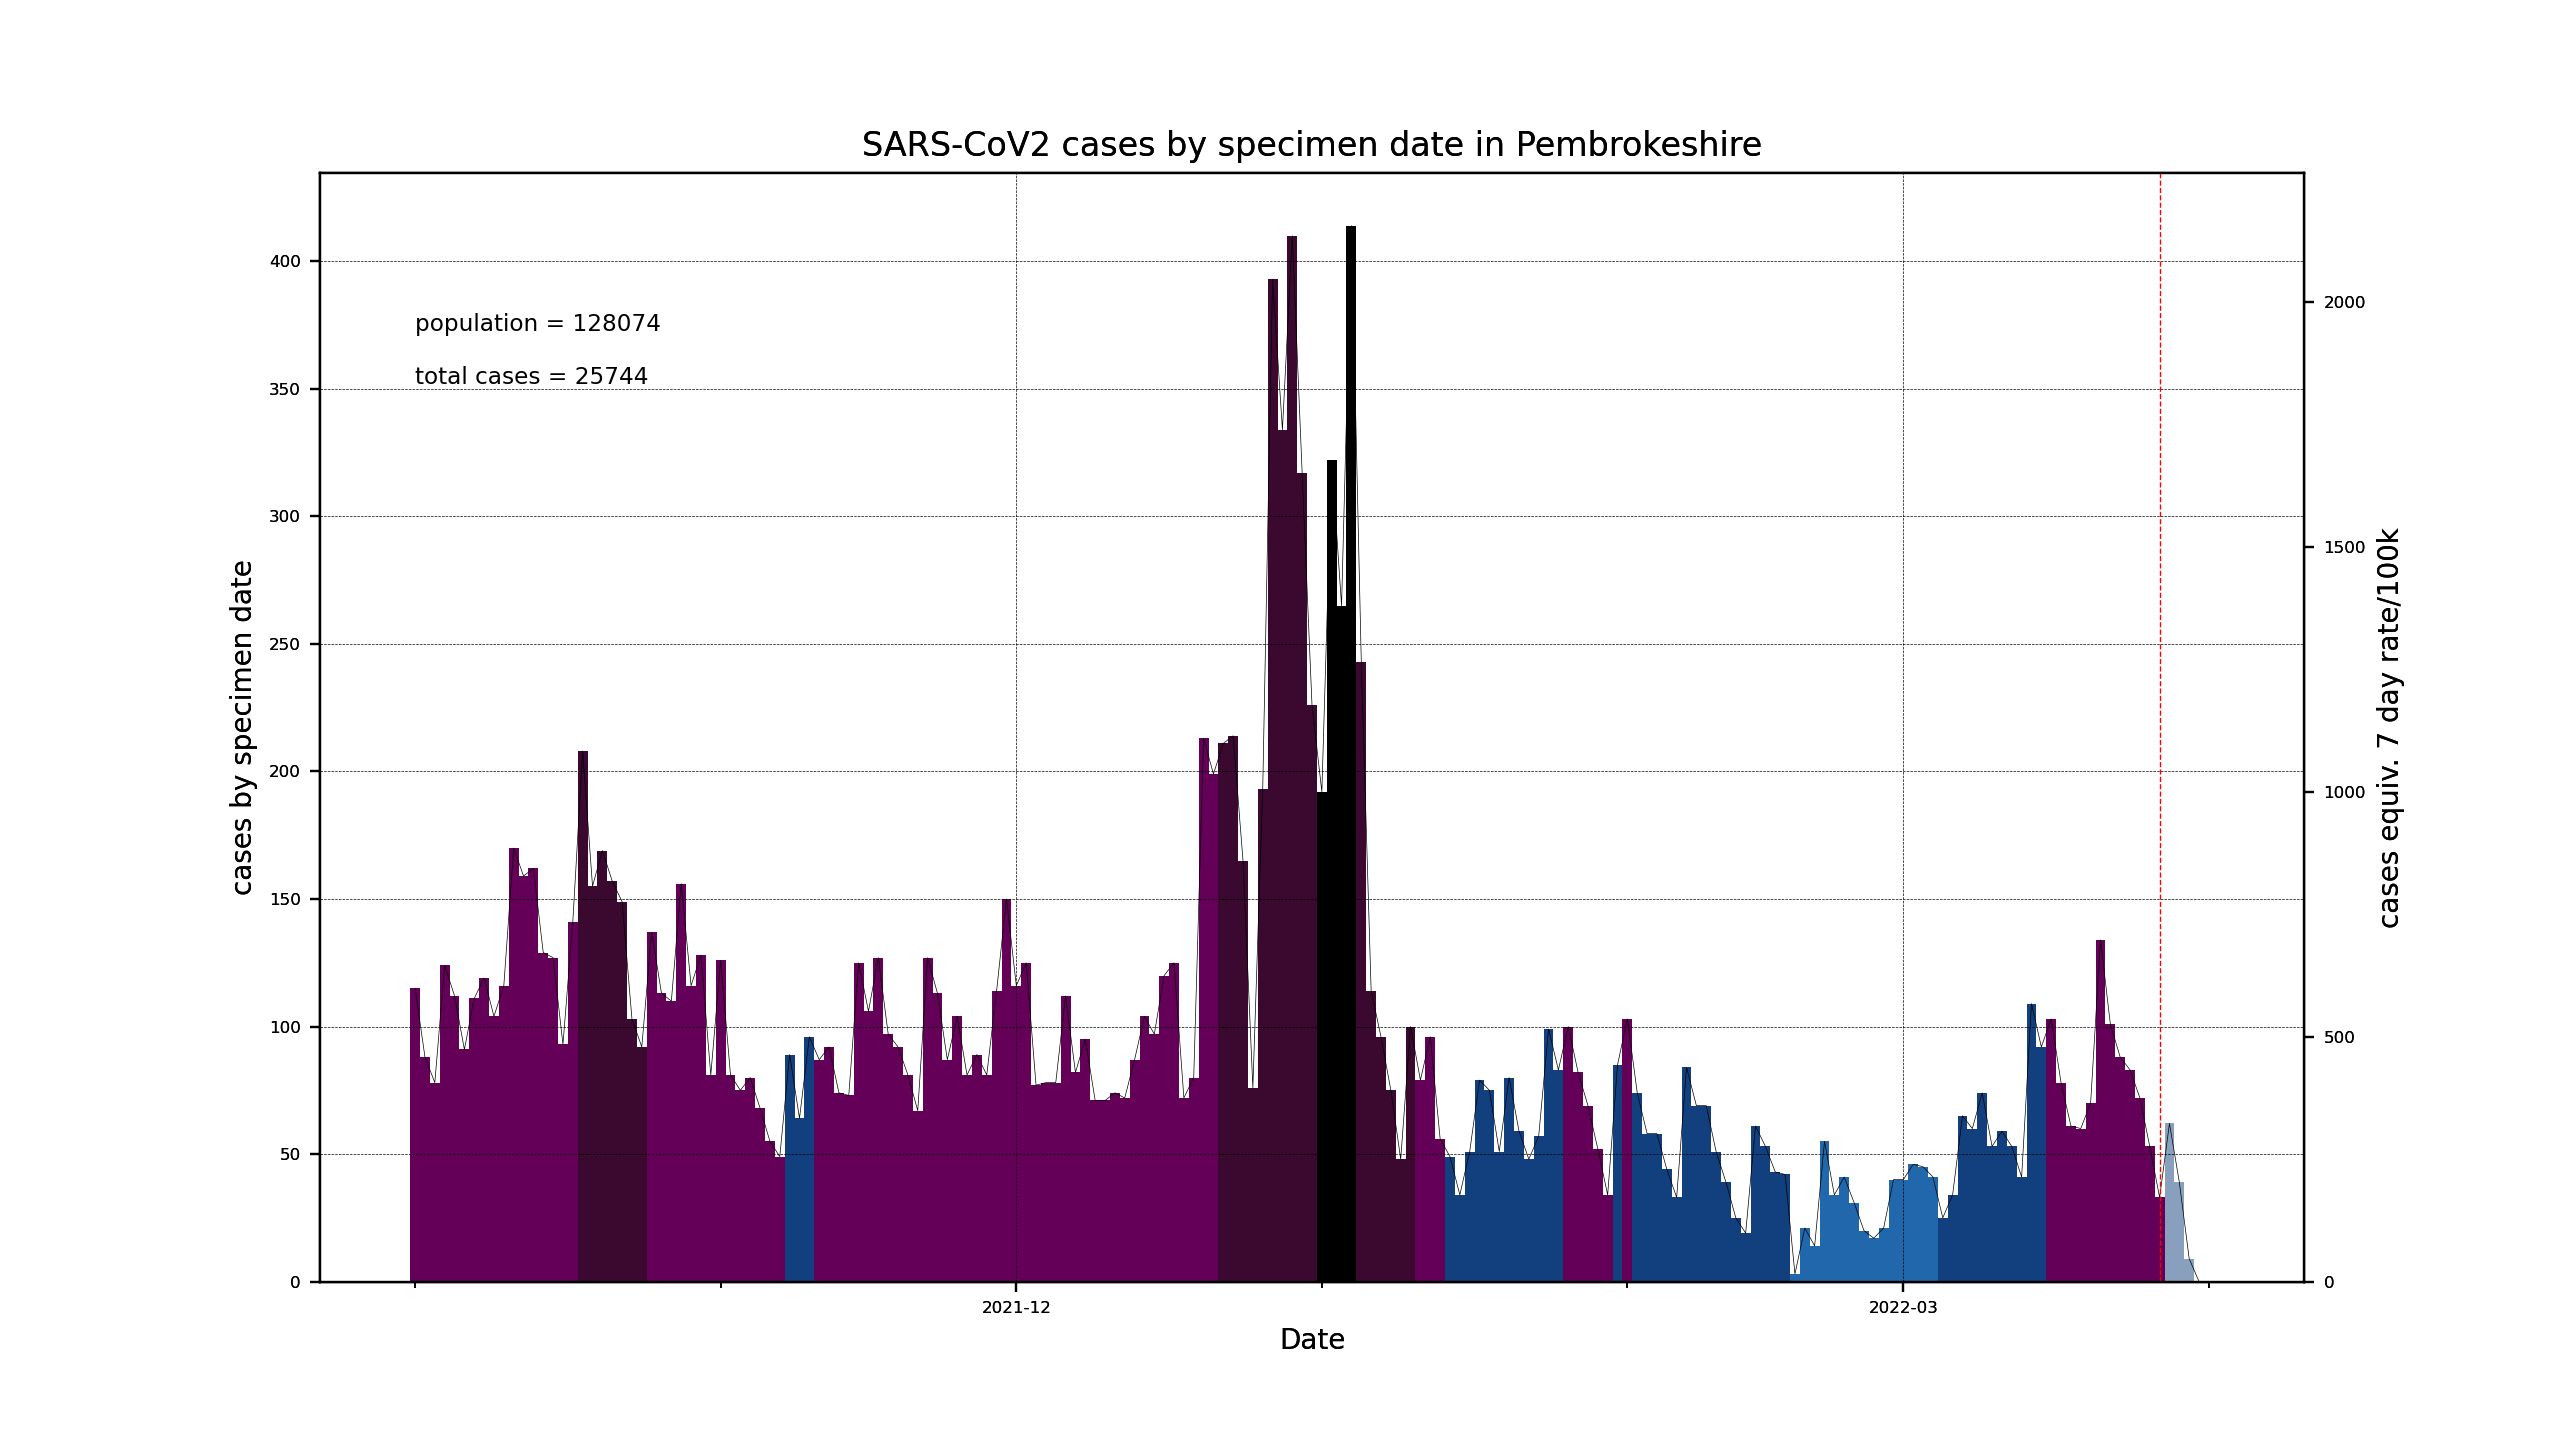 SARS-CoV2 cases by specimen date in Pembrokeshire
population = 128074
total cases = 25744
cases by specimen date
400
350
300
250
200
150
100
50
0
2000
1500
1000
500
0
cases equiv. 7 day rate/100k
2021-12
2022-03
Date